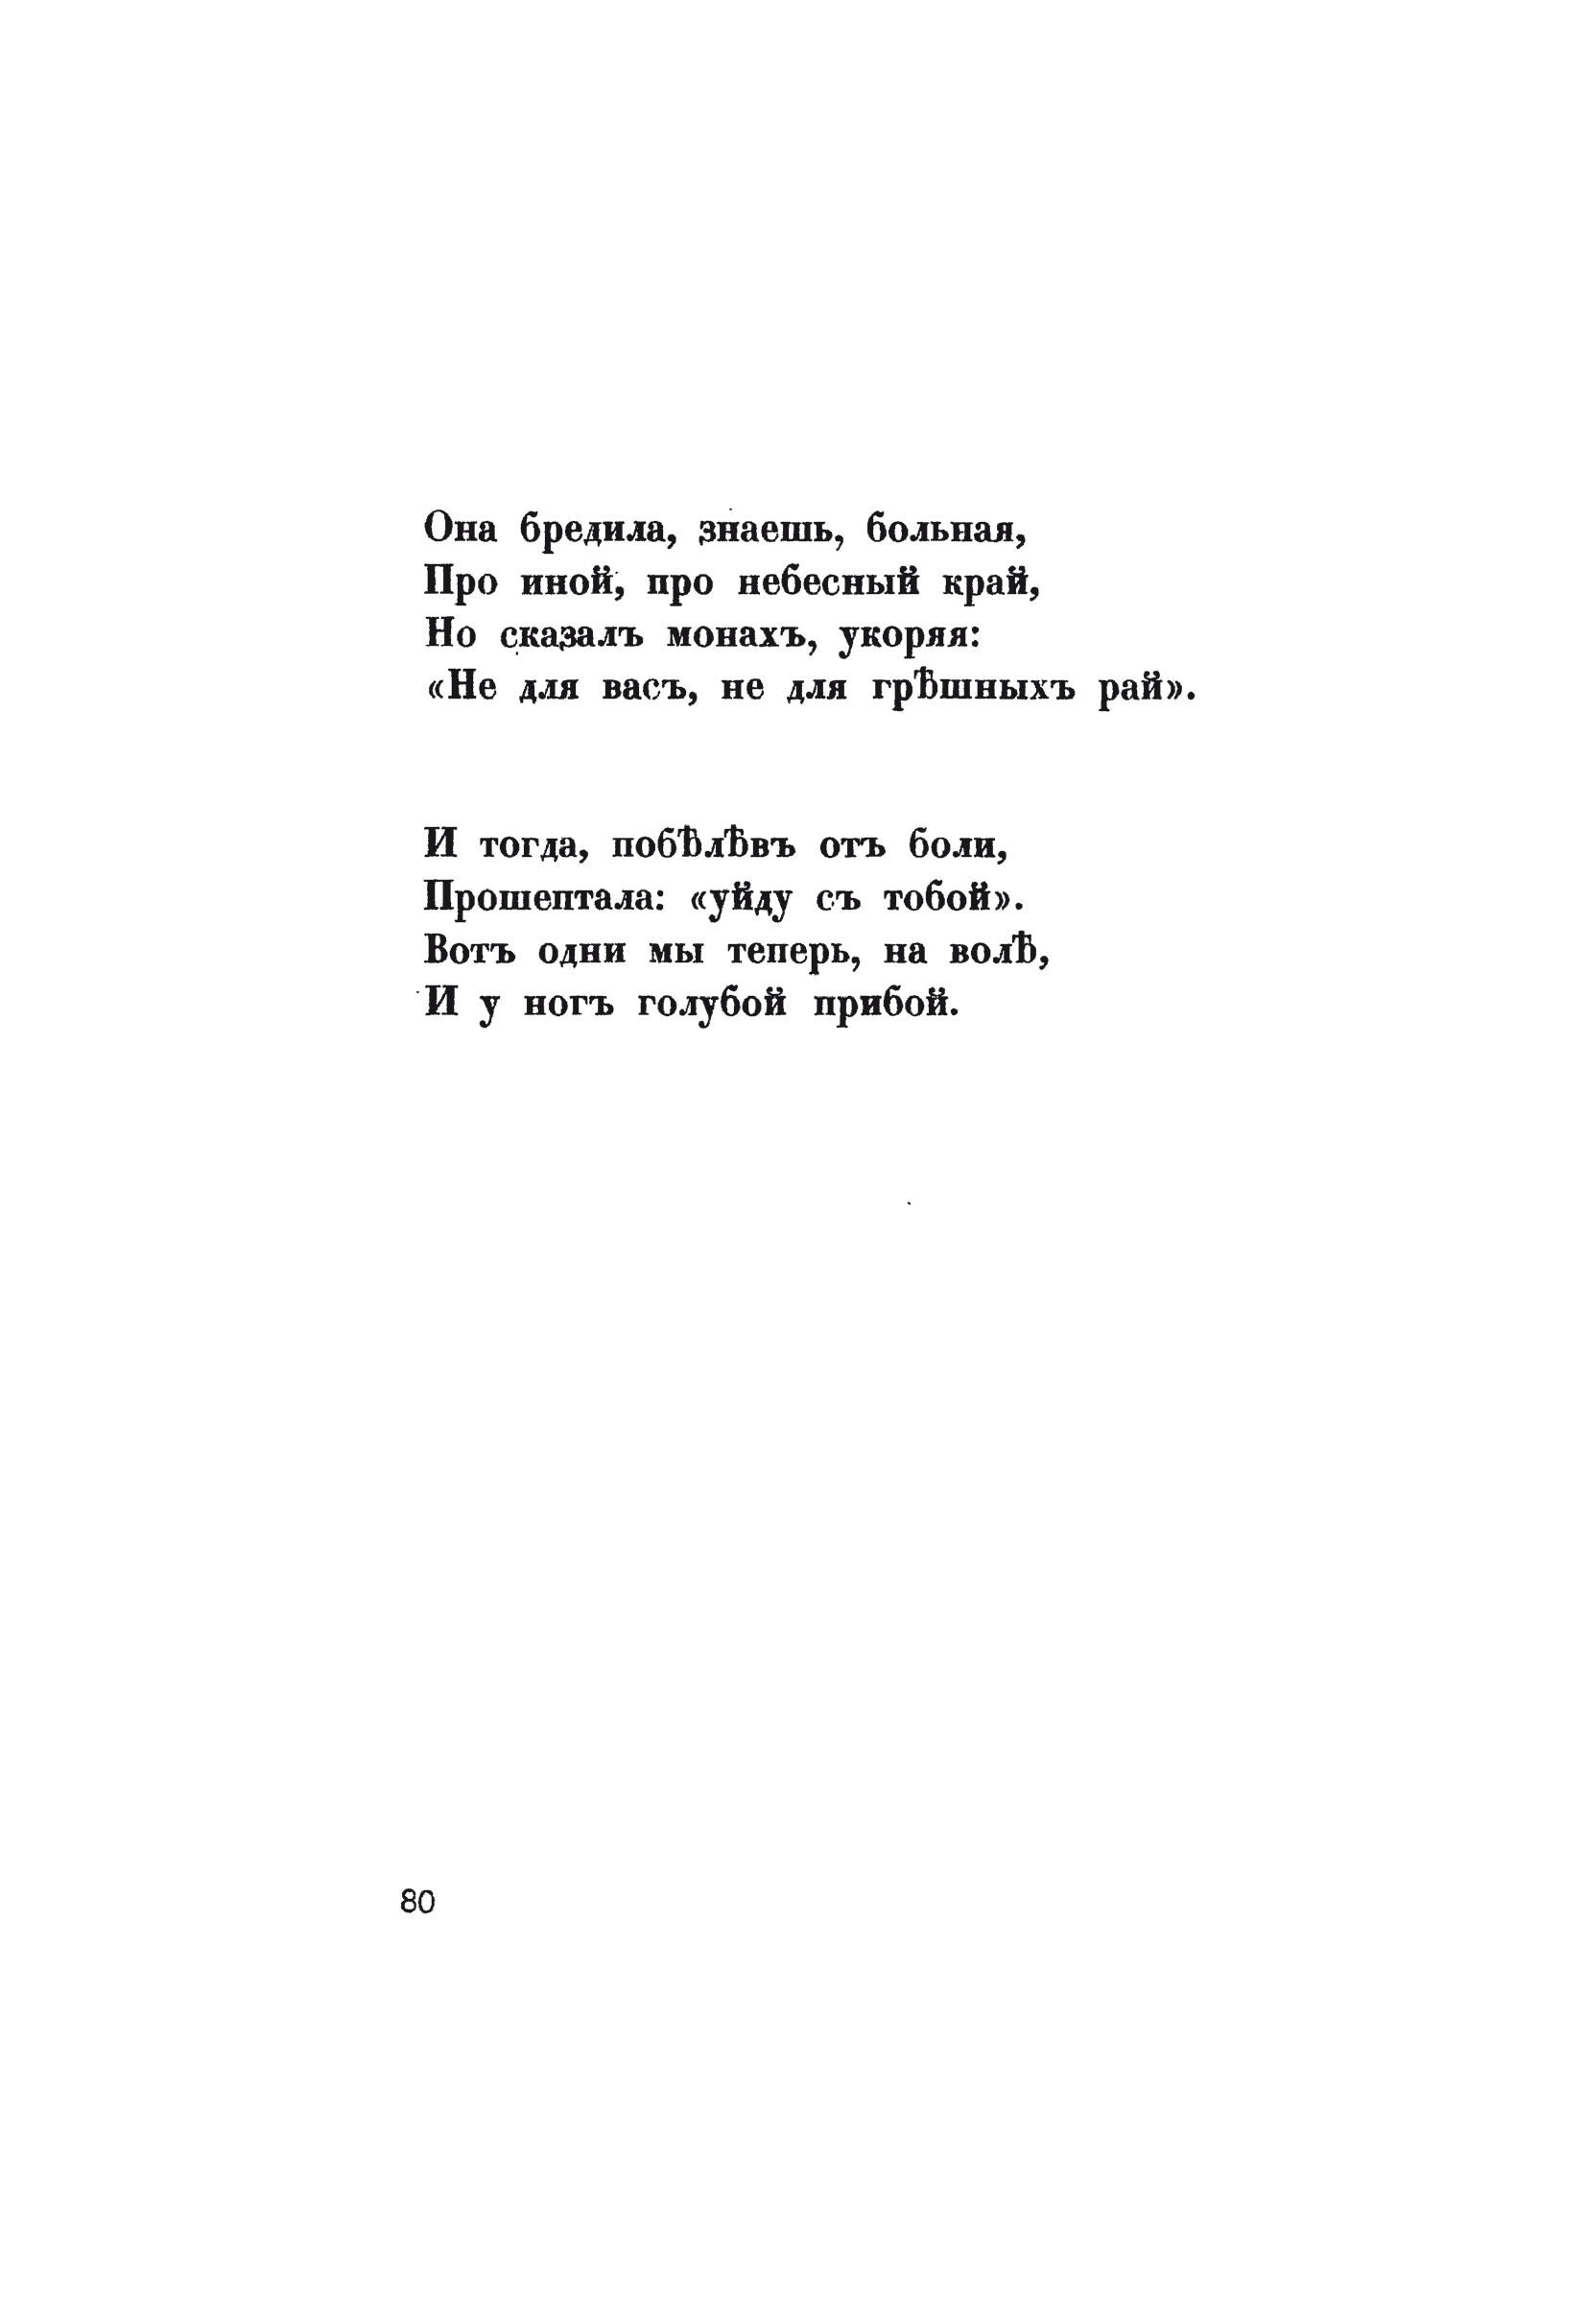 Она бредила, знаешь, больная,
Про иной, про небесный край,
Но сказалъ монахъ, укоряя:
«Не для васъ, не для грѣшныхъ рай».
И тогда, побѣлѣвъ отъ боли,
Прошептала: «уйду съ тобой».
Вотъ одни мы теперь, на волѣ,
И у ногъ голубой прибой.
80